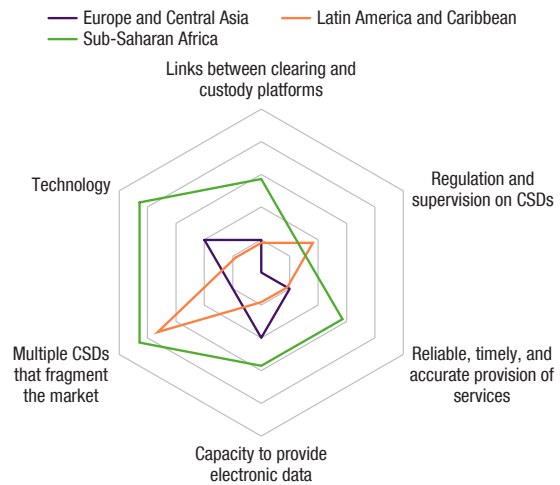 Europe and Central Asia
Latin America and Caribbean
Sub-Saharan Africa
Links between clearing and
custody platforms
Technology
Regulation and
supervision on CSDs
Multiple CSDs
that fragment
the market
Reliable, timely, and
accurate provision of
services
Capacity to provide
electronic data